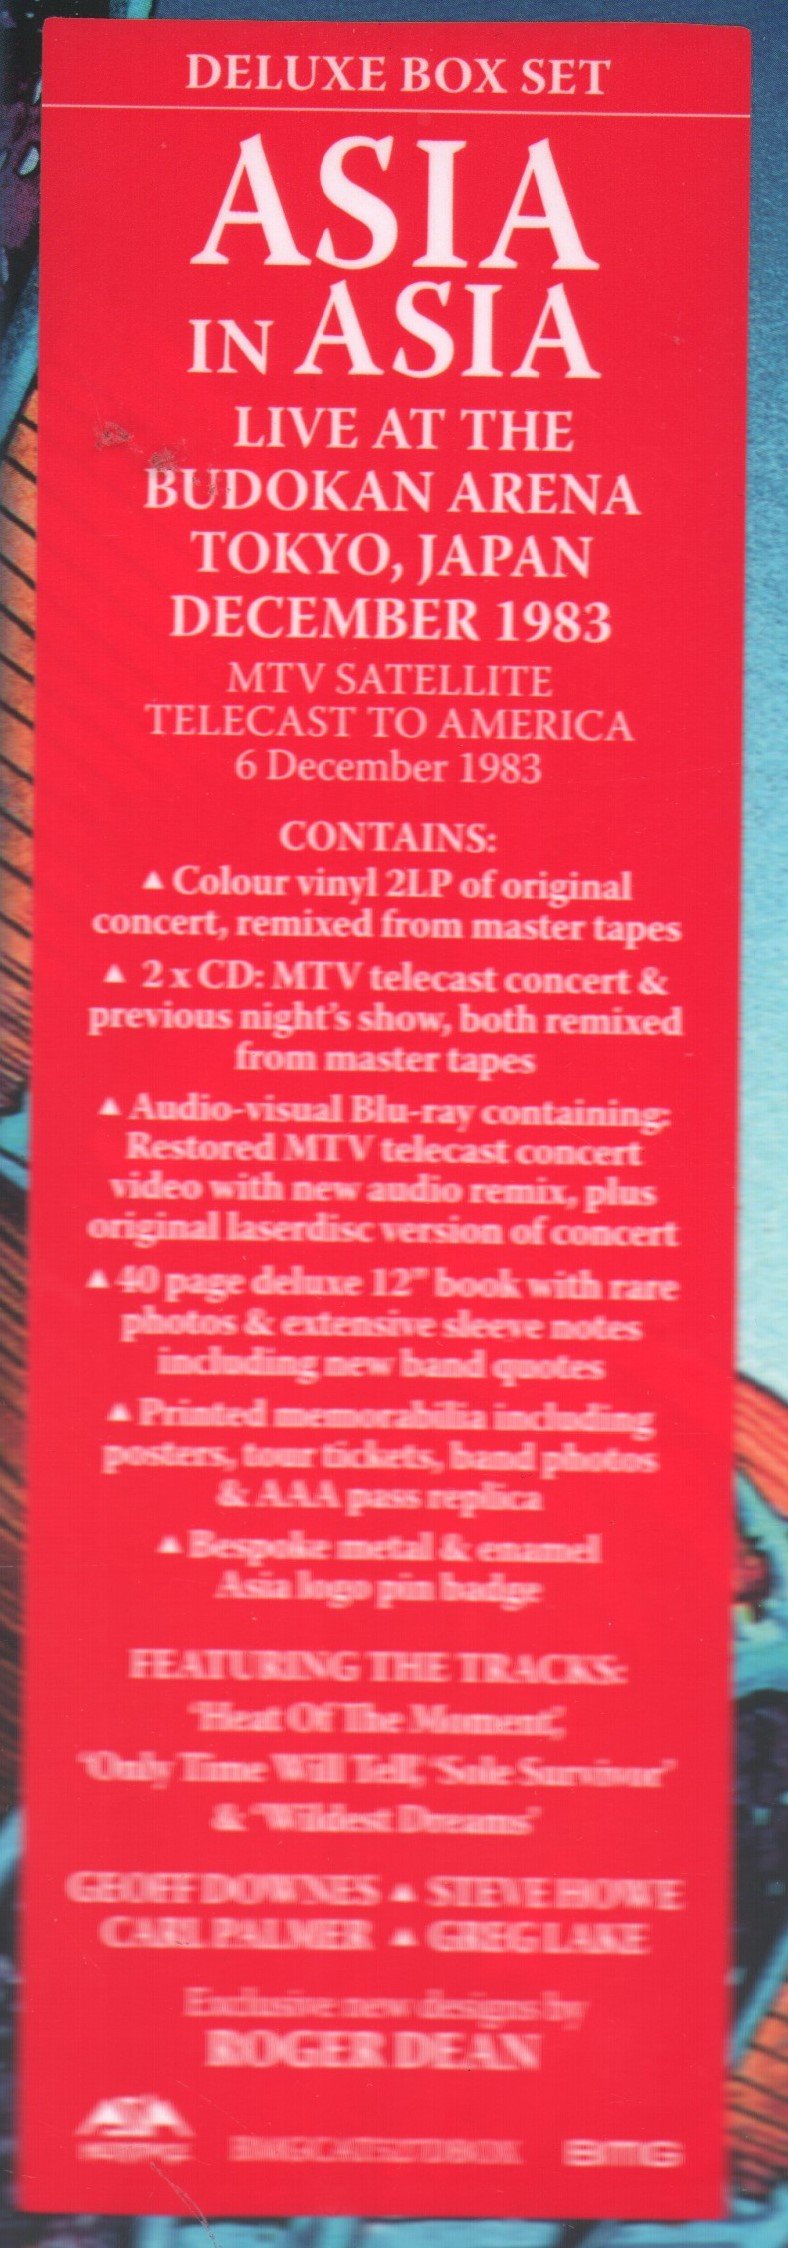 DELUXE BOX SET
ASIA
IN ASIA
LIVE AT THE
BUDOKAN ARENA
TOKYO, JAPAN
DECEMBER 1983
MTV SATELLITE
TELECAST TO AMERICA
6 December 1983
CONTAINS:
▲ Colour vinyl 2LP of original
concert, remixed from master tapes
▲ 2 x CD: MTV telecast concert &
previous night's show, both remixed
from master tapes
▲ Audio-visual Blu-ray containing:
Restored MTV telecast concert
video with new audio remix, plus
original laserdisc version of concert
▲ 40 page deluxe 12" book with rare
photos & extensive sleeve notes
including new band quotes
▲ Printed memorabilia including
posters, tour tickets, band photos
& AAA pass replica
▲ Bespoke metal & enamel
Asia logo pin badge
FEATURING THE TRACKS:
'Heat Of The Moment',
'Only Time Will Tell', 'Sole Survivor'
& 'Wildest Dreams'
GEOFF DOWNES ▲ STEVE HOWE
CARL PALMER ▲ GREG LAKE
Exclusive new designs by
ROGER DEAN
ASIA
BMG